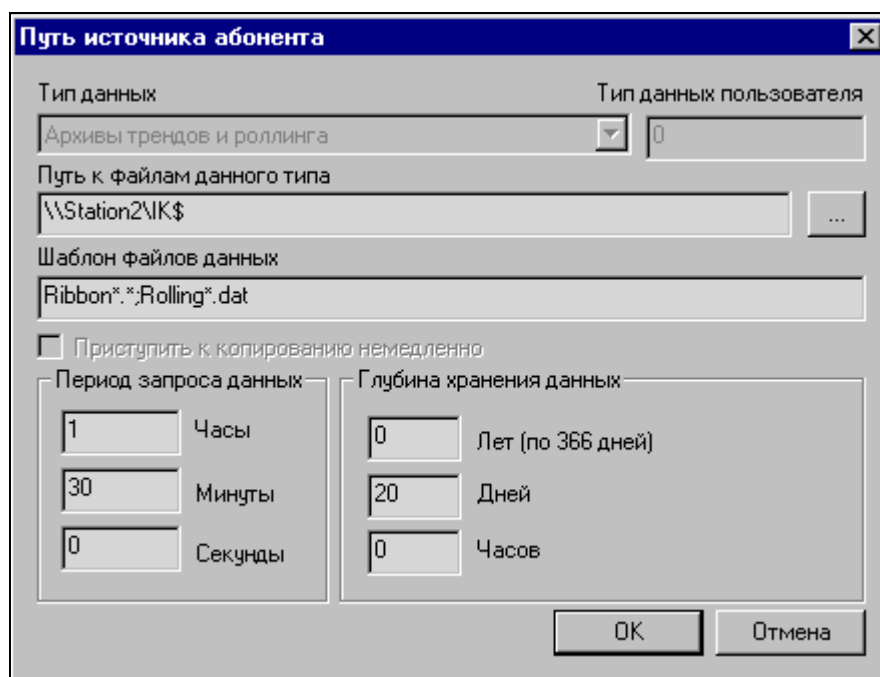 Путь источника абонента
Тип данных Тип данных пользователя
Архивы трендов и роллинга 0
Путь к файлам данного типа
\\Station2\IK$ ...
Шаблон файлов данных
Ribbon*.*;Rolling*.dat
Приступить к копированию немедленно
Период запроса данных Глубина хранения данных
1 Часы 0 Лет (по 366 дней)
30 Минуты 20 Дней
0 Секунды 0 Часов
OK Отмена